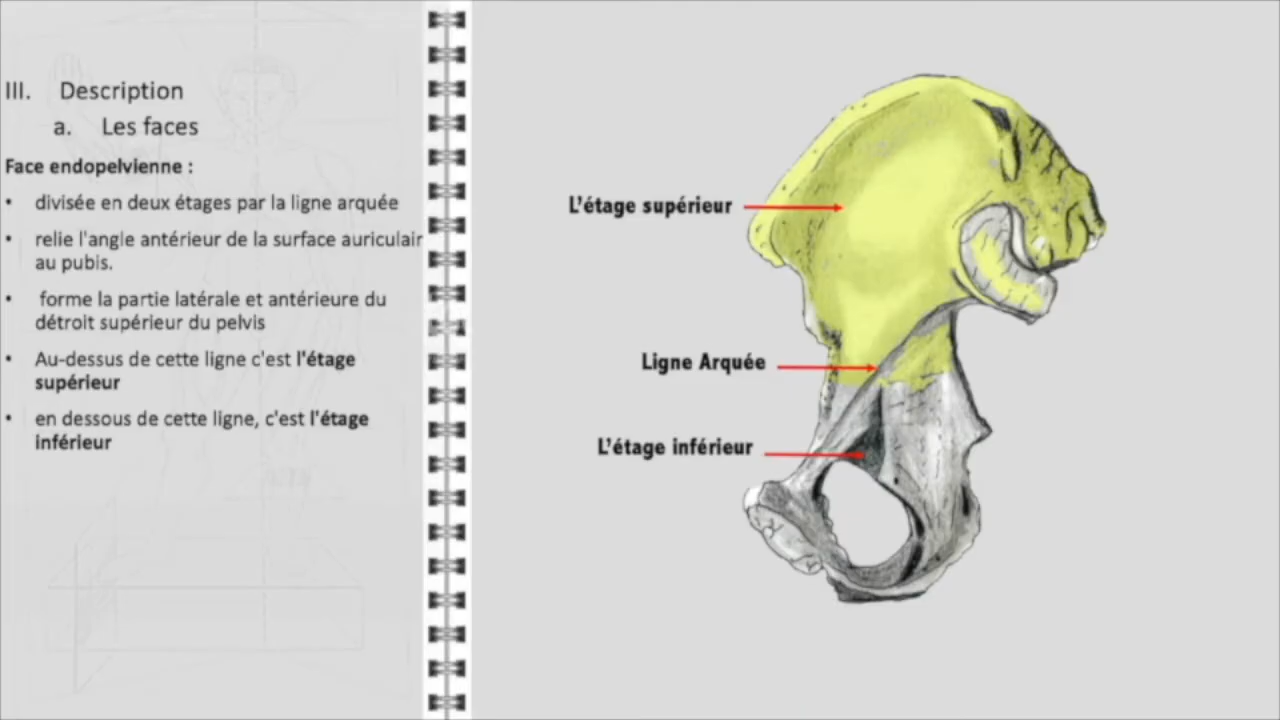 III. Description
a. Les faces
Face endopelvienne :
• divisée en deux étages par la ligne arquée
• relie l'angle antérieur de la surface auriculair
au pubis.
• forme la partie latérale et antérieure du
détroit supérieur du pelvis
• Au-dessus de cette ligne c'est l'étage
supérieur
• en dessous de cette ligne, c'est l'étage
inférieur
L'étage supérieur
Ligne Arquée
L'étage inférieur